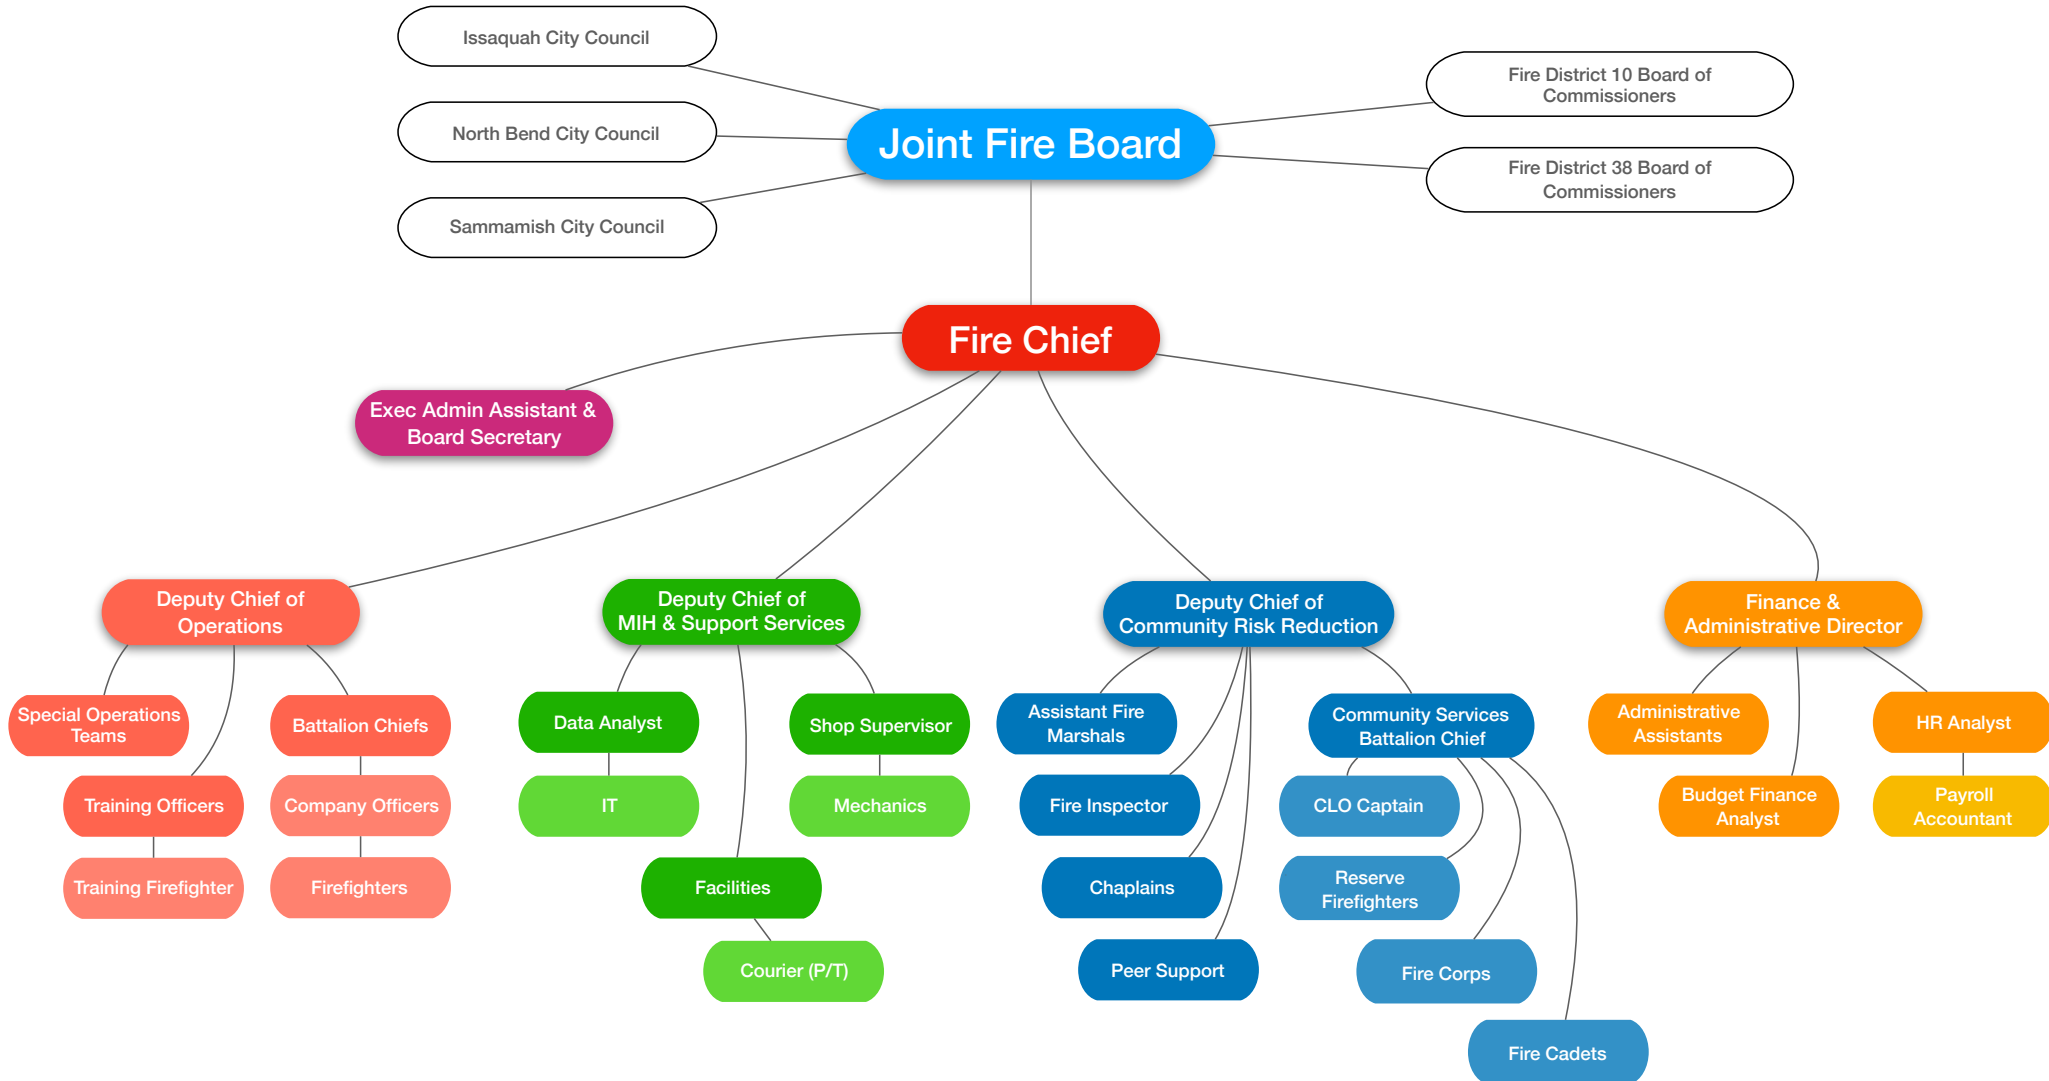 Issaquah City Council
North Bend City Council
Sammamish City Council
Joint Fire Board
Fire District 10 Board of
Commissioners
Fire District 38 Board of
Commissioners
Fire Chief
Exec Admin Assistant &
Board Secretary
Deputy Chief of
Operations
Special Operations
Teams
Training Officers
Training Firefighter
Battalion Chiefs
Company Officers
Firefighters
Deputy Chief of
MIH & Support Services
Data Analyst
IT
Facilities
Courier (P/T)
Shop Supervisor
Mechanics
Deputy Chief of
Community Risk Reduction
Assistant Fire
Marshals
Fire Inspector
Chaplains
Peer Support
Community Services
Battalion Chief
CLO Captain
Reserve
Firefighters
Fire Corps
Fire Cadets
Finance &
Administrative Director
Administrative
Assistants
Budget Finance
Analyst
HR Analyst
Payroll
Accountant